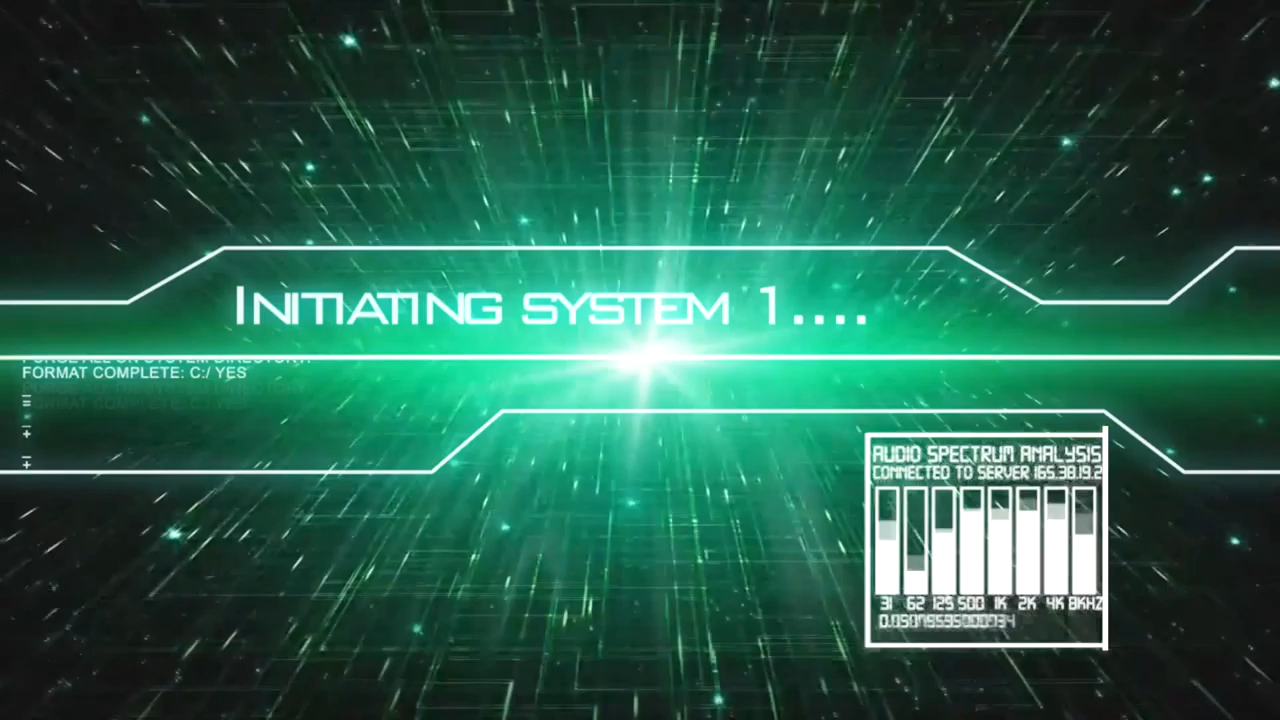 INITIATING SYSTEM 1....
FORMAT COMPLETE: C:/ YES
AUDIO SPECTRUM ANALYSIS
CONNECTED TO SERVER 165.38.19.2
31 62 125 500 1K 2K 4K 8KHZ